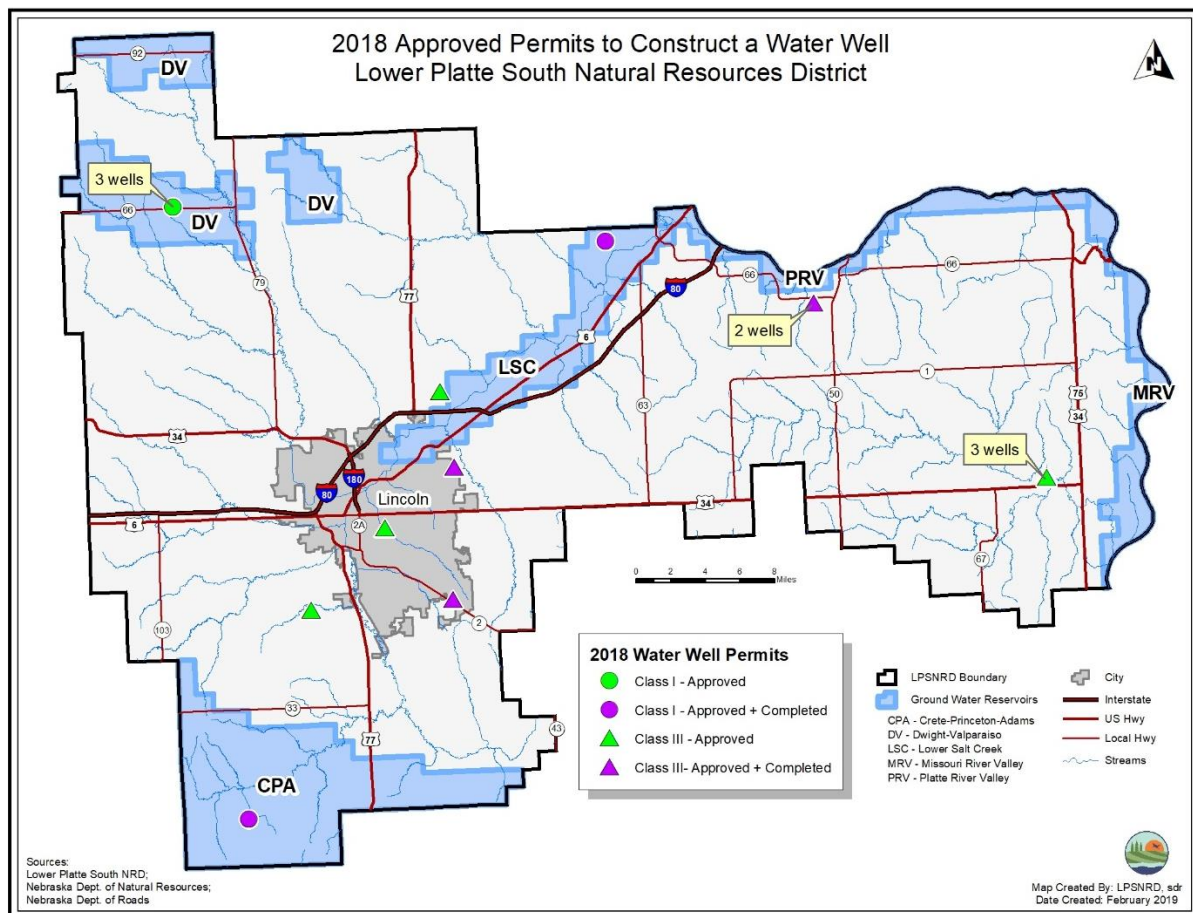 2018 Approved Permits to Construct a Water Well
Lower Platte South Natural Resources District
N
92
DV
3 wells
66
DV
DV
79
77
66
66
PRV
80
2 wells
6
LSC
63
1
50
75
34
MRV
34
3 wells
180
80
Lincoln
6
2A
34
67
0 2 4 6 8
Miles
103
2
33
77
43
CPA
2018 Water Well Permits
Class I - Approved
Class I - Approved + Completed
Class III - Approved
Class III- Approved + Completed
LPSNRD Boundary
Ground Water Reservoirs
CPA - Crete-Princeton-Adams
DV - Dwight-Valparaiso
LSC - Lower Salt Creek
MRV - Missouri River Valley
PRV - Platte River Valley
City
Interstate
US Hwy
Local Hwy
Streams
Sources:
Lower Platte South NRD;
Nebraska Dept. of Natural Resources;
Nebraska Dept. of Roads
Map Created By: LPSNRD, sdr
Date Created: February 2019